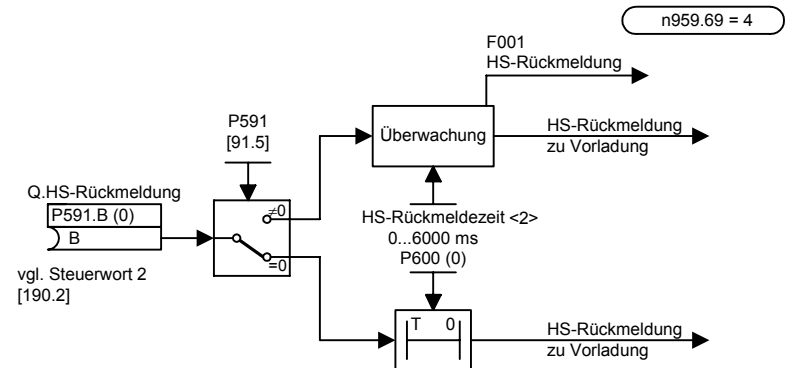 n959.69 = 4
F001
HS-Rückmeldung
P591
[91.5]
Überwachung
HS-Rückmeldung
zu Vorladung
Q.HS-Rückmeldung
P591.B (0)
B
≠0
=0
vgl. Steuerwort 2
[190.2]
HS-Rückmeldezeit <2>
0...6000 ms
P600 (0)
T 0
HS-Rückmeldung
zu Vorladung